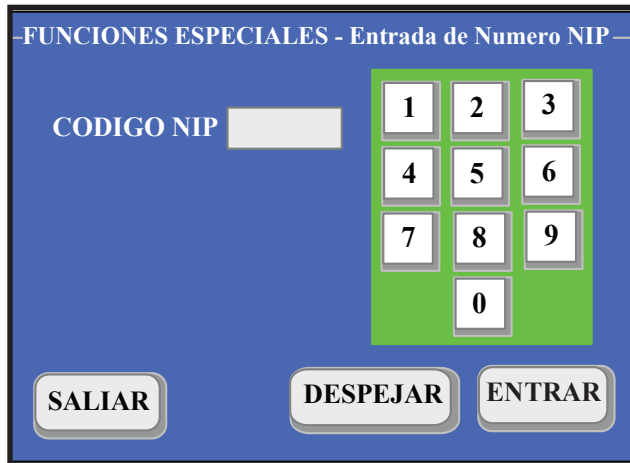 FUNCIONES ESPECIALES - Entrada de Numero NIP
CODIGO NIP
1 2 3
4 5 6
7 8 9
0
SALIAR DESPEJAR ENTRAR